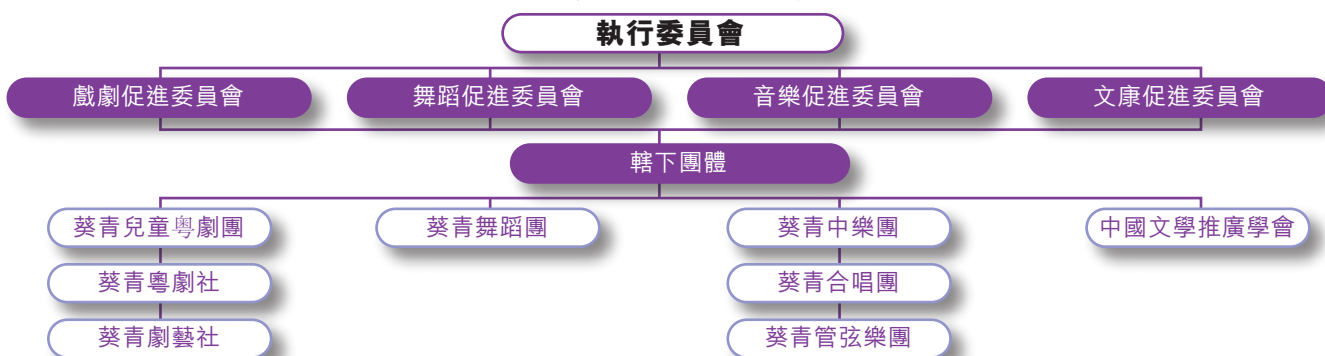 執行委員會
戲劇促進委員會
舞蹈促進委員會
音樂促進委員會
文康促進委員會
轄下團體
葵青兒童粵劇團
葵青舞蹈團
葵青中樂團
中國文學推廣學會
葵青粵劇社
葵青合唱團
葵青劇藝社
葵青管弦樂團